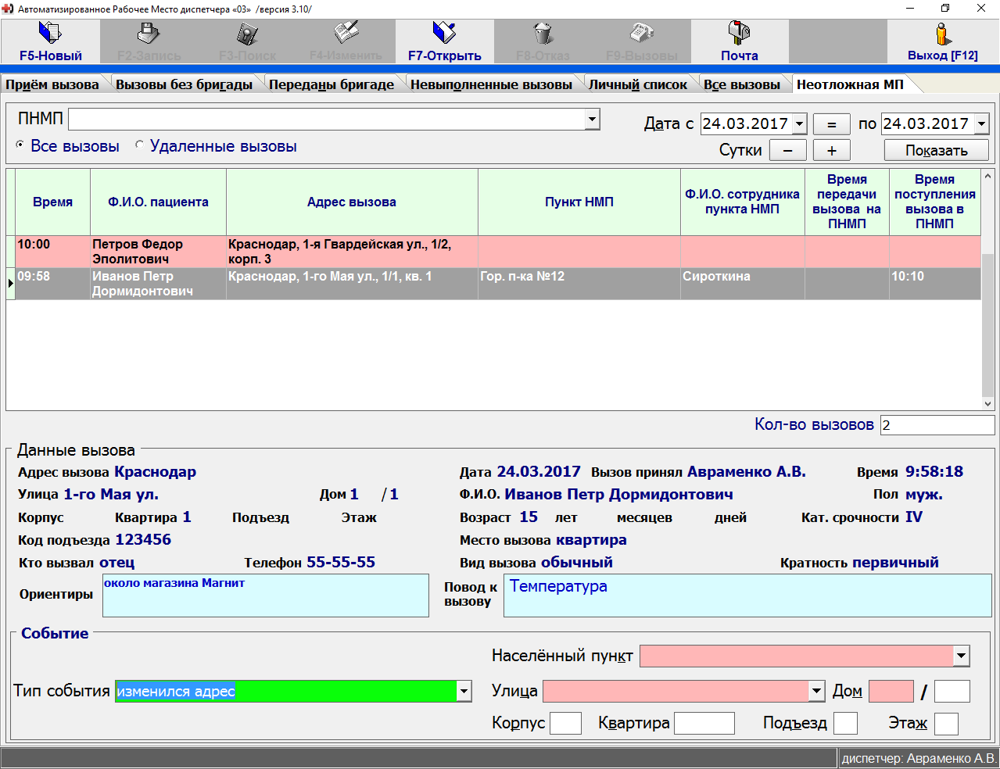 Автоматизированное Рабочее Место диспетчера «03» /версия 3.10/
F5-Новый F2-Запись F3-Поиск F4-Изменить F7-Открыть F8-Отказ F9-Вызовы Почта Выход [F12]
Приём вызова Вызовы без бригады Переданы бригаде Невыполненные вызовы Личный список Все вызовы Неотложная МП
ПНМП Дата с 24.03.2017 = по 24.03.2017
Все вызовы Удаленные вызовы Сутки − + Показать
Время Ф.И.О. пациента Адрес вызова Пункт НМП Ф.И.О. сотрудника пункта НМП Время передачи вызова на ПНМП Время поступления вызова в ПНМП
10:00 Петров Федор Эполитович Краснодар, 1-я Гвардейская ул., 1/2, корп. 3
09:58 Иванов Петр Дормидонтович Краснодар, 1-го Мая ул., 1/1, кв. 1 Гор. п-ка №12 Сироткина 10:10
Кол-во вызовов 2
Данные вызова
Адрес вызова Краснодар Дата 24.03.2017 Вызов принял Авраменко А.В. Время 9:58:18
Улица 1-го Мая ул. Дом 1 / 1 Ф.И.О. Иванов Петр Дормидонтович Пол муж.
Корпус Квартира 1 Подъезд Этаж Возраст 15 лет месяцев дней Кат. срочности IV
Код подъезда 123456 Место вызова квартира
Кто вызвал отец Телефон 55-55-55 Вид вызова обычный Кратность первичный
Ориентиры около магазина Магнит Повод к вызову Температура
Событие
Населённый пункт
Тип события изменился адрес Улица Дом /
Корпус Квартира Подъезд Этаж
диспетчер: Авраменко А.В.